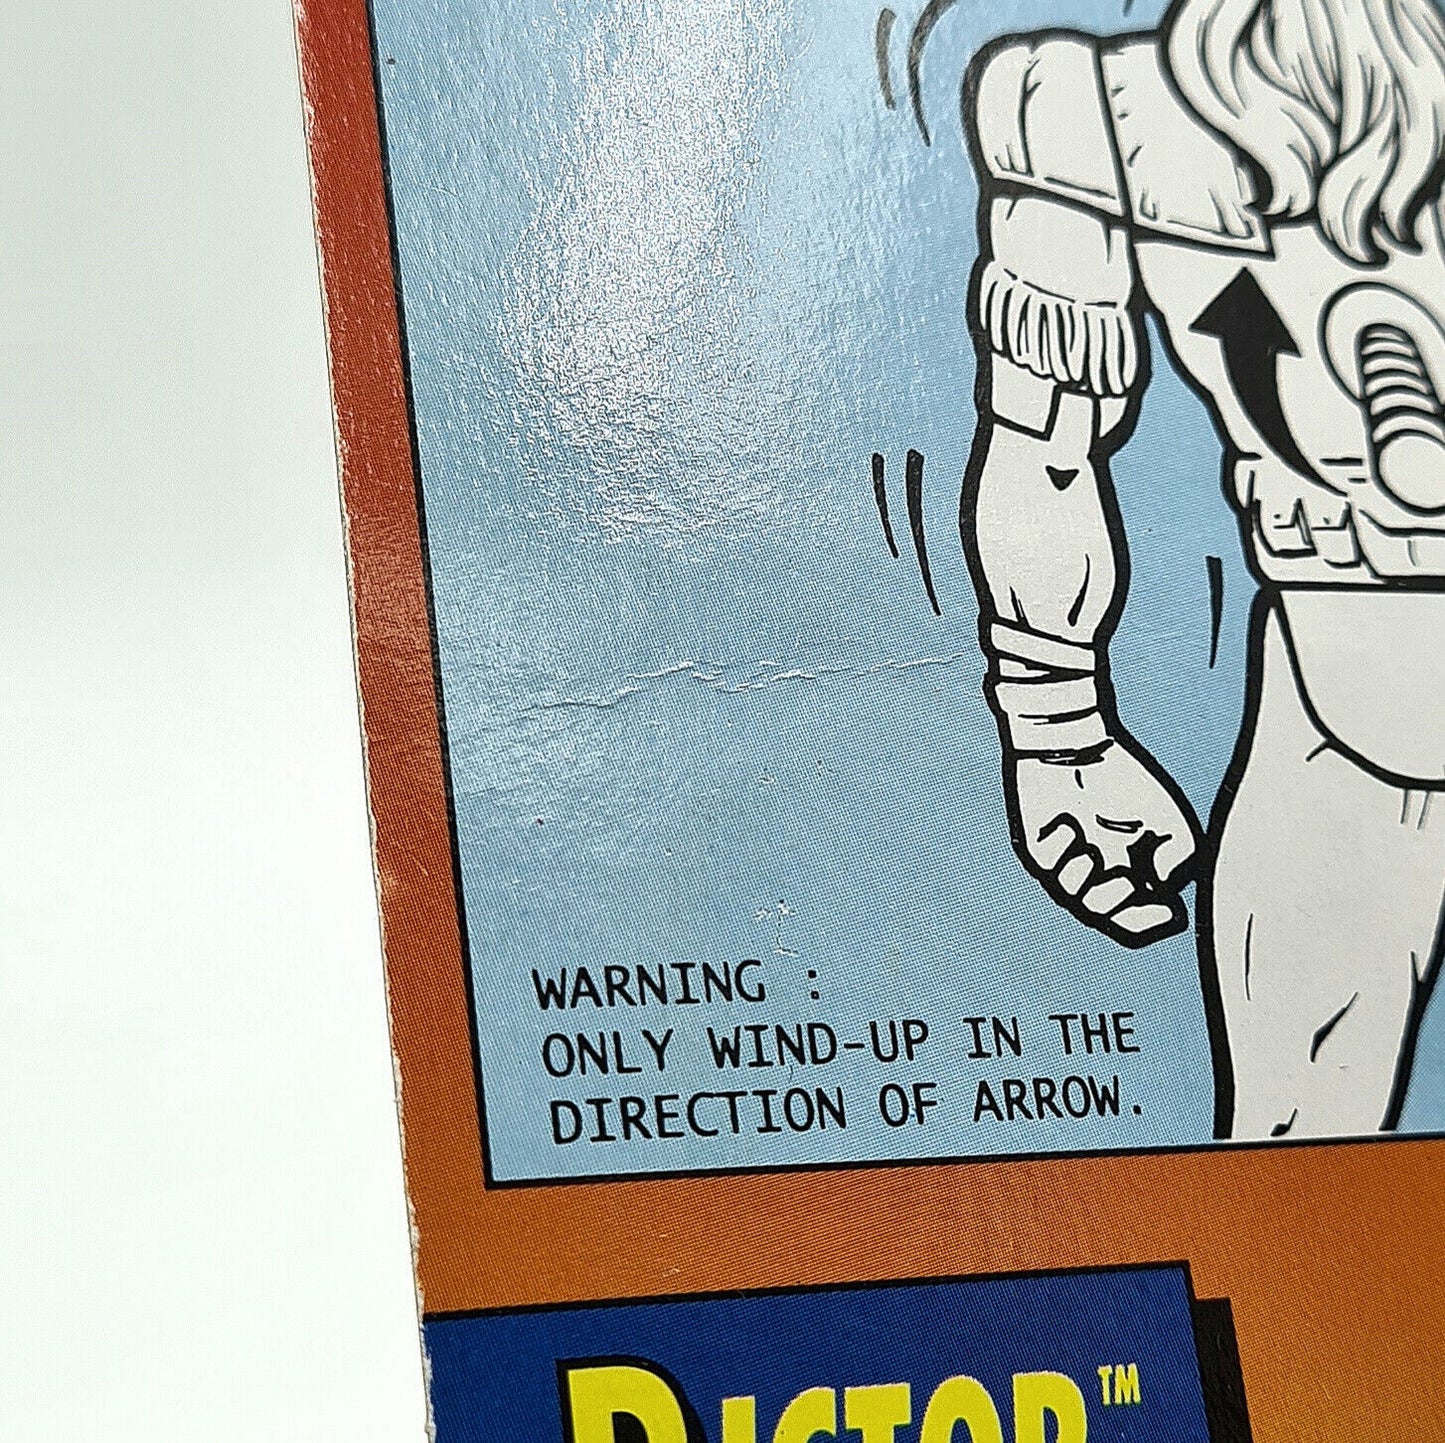 WARNING :
ONLY WIND-UP IN THE
DIRECTION OF ARROW.
RICTOR™